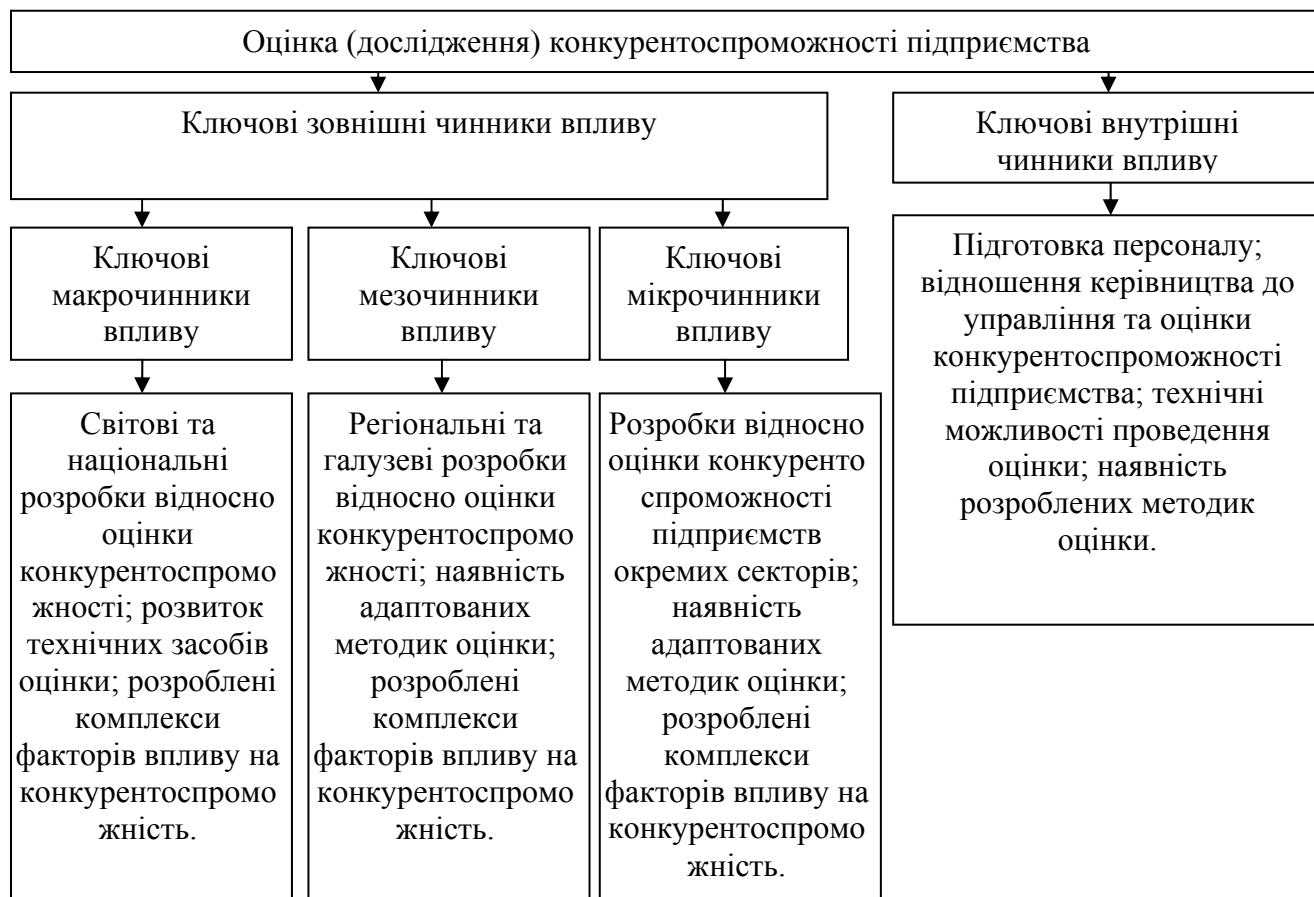 Оцінка (дослідження) конкурентоспроможності підприємства
Ключові зовнішні чинники впливу
Ключові внутрішні
чинники впливу
Ключові
макрочинники
впливу
Ключові
мезочинники
впливу
Ключові
мікрочинники
впливу
Підготовка персоналу;
відношення керівництва до
управління та оцінки
конкурентоспроможності
підприємства; технічні
можливості проведення
оцінки; наявність
розроблених методик
оцінки.
Світові та
національні
розробки відносно
оцінки
конкурентоспромо
жності; розвиток
технічних засобів
оцінки; розроблені
комплекси
факторів впливу на
конкурентоспромо
жність.
Регіональні та
галузеві розробки
відносно оцінки
конкурентоспромо
жності; наявність
адаптованих
методик оцінки;
розроблені
комплекси
факторів впливу на
конкурентоспромо
жність.
Розробки відносно
оцінки конкуренто
спроможності
підприємств
окремих секторів;
наявність
адаптованих
методик оцінки;
розроблені
комплекси
факторів впливу на
конкурентоспромо
жність.